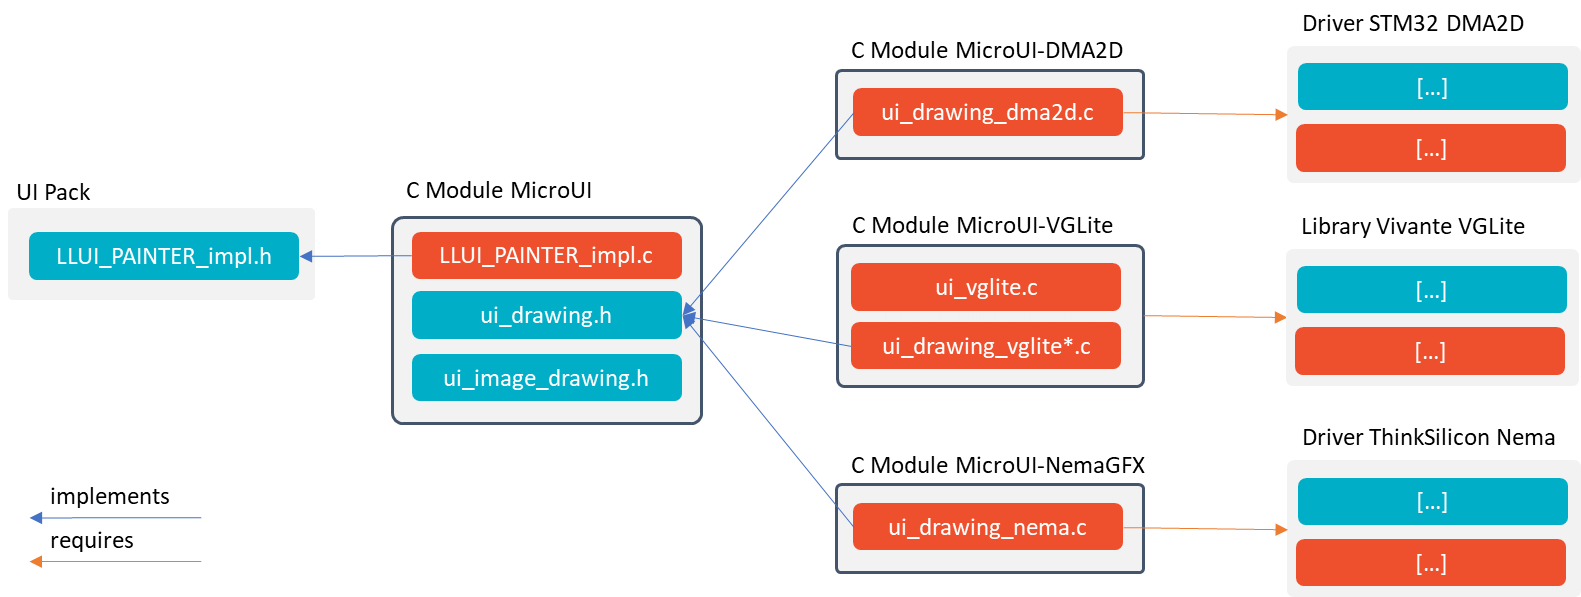 UI Pack
LLUI_PAINTER_impl.h
C Module MicroUI
LLUI_PAINTER_impl.c
ui_drawing.h
ui_image_drawing.h
C Module MicroUI-DMA2D
ui_drawing_dma2d.c
C Module MicroUI-VGLite
ui_vglite.c
ui_drawing_vglite*.c
C Module MicroUI-NemaGFX
ui_drawing_nema.c
Driver STM32 DMA2D
[...]
[...]
Library Vivante VGLite
[...]
[...]
Driver ThinkSilicon Nema
[...]
[...]
implements
requires